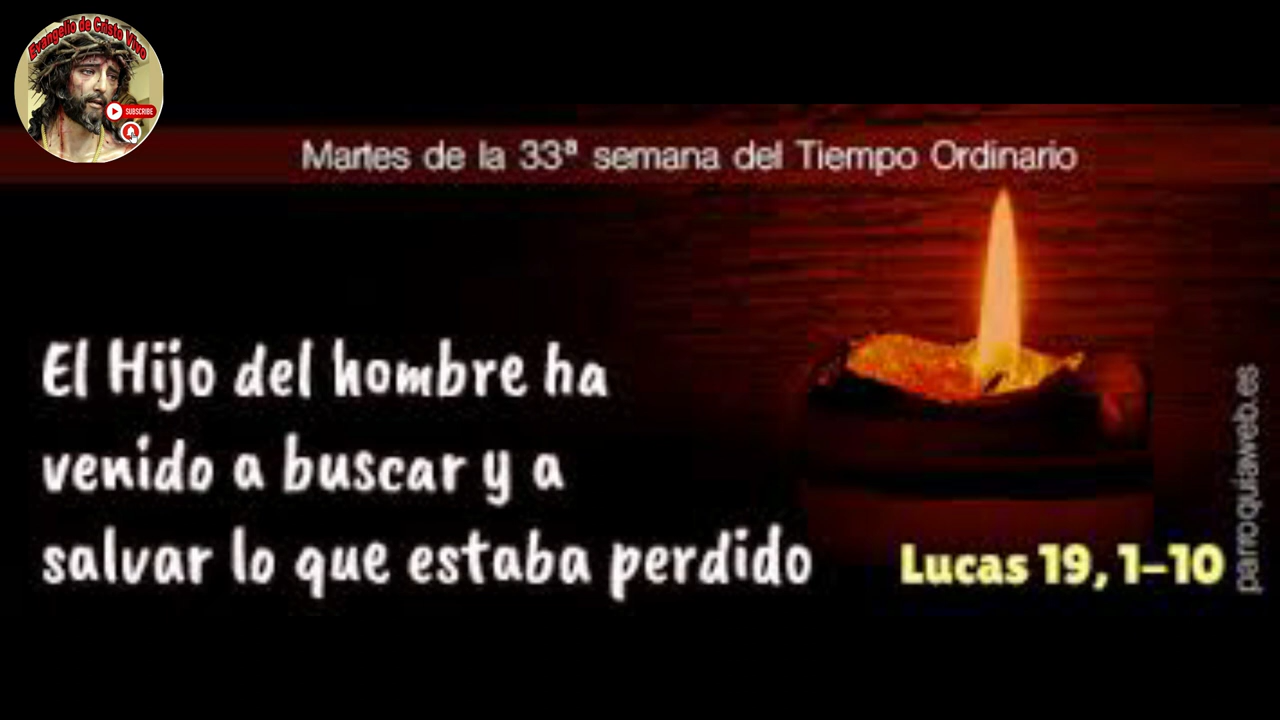 Evangelio de Cristo Vivo
SUBSCRIBE
Martes de la 33ª semana del Tiempo Ordinario
El Hijo del hombre ha
venido a buscar y a
salvar lo que estaba perdido
Lucas 19, 1-10
parroquiaweb.es